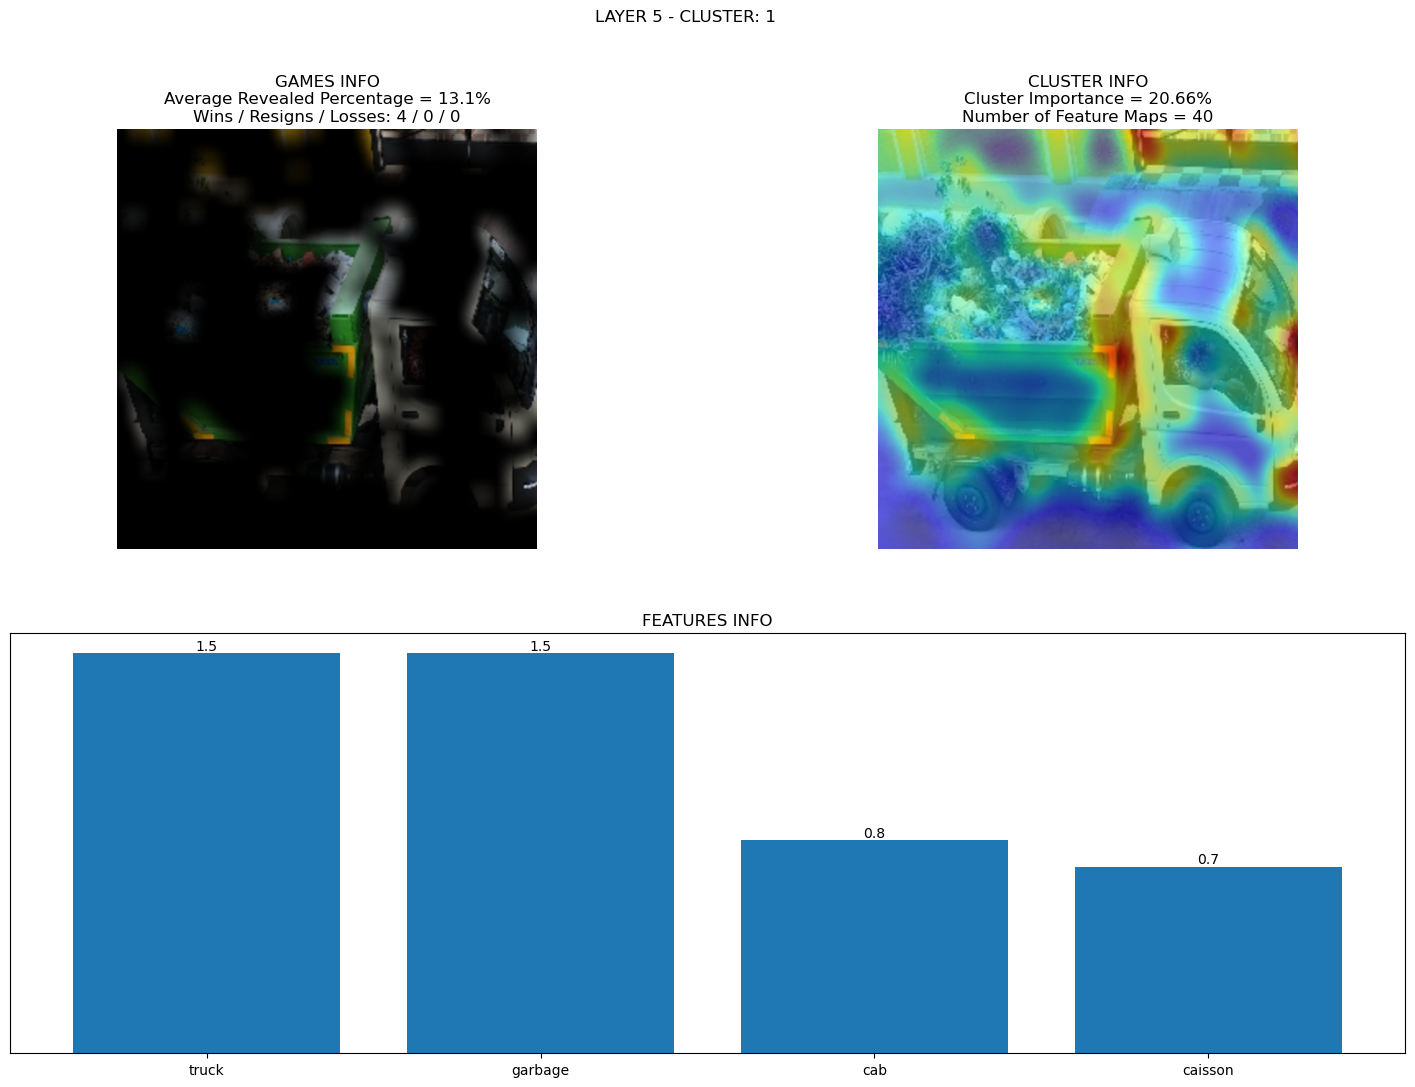 LAYER 5 - CLUSTER: 1
GAMES INFO
Average Revealed Percentage = 13.1%
Wins / Resigns / Losses: 4 / 0 / 0
CLUSTER INFO
Cluster Importance = 20.66%
Number of Feature Maps = 40
FEATURES INFO
1.5
1.5
0.8
0.7
truck
garbage
cab
caisson